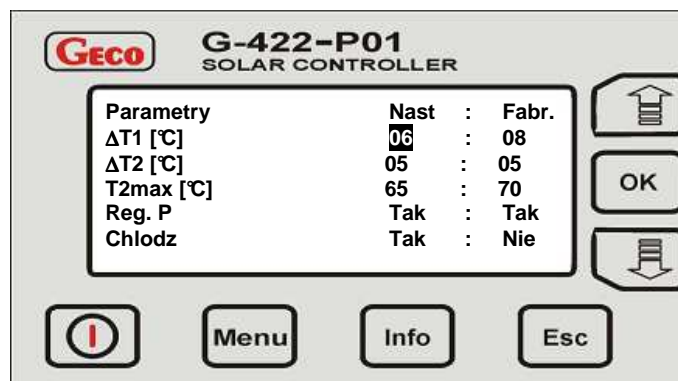 GECO
G-422-P01
SOLAR CONTROLLER
Parametry Nast : Fabr.
ΔT1 [℃] 06 : 08
ΔT2 [℃] 05 : 05
T2max [℃] 65 : 70
Reg. P Tak : Tak
Chlodz Tak : Nie
OK
Menu Info Esc